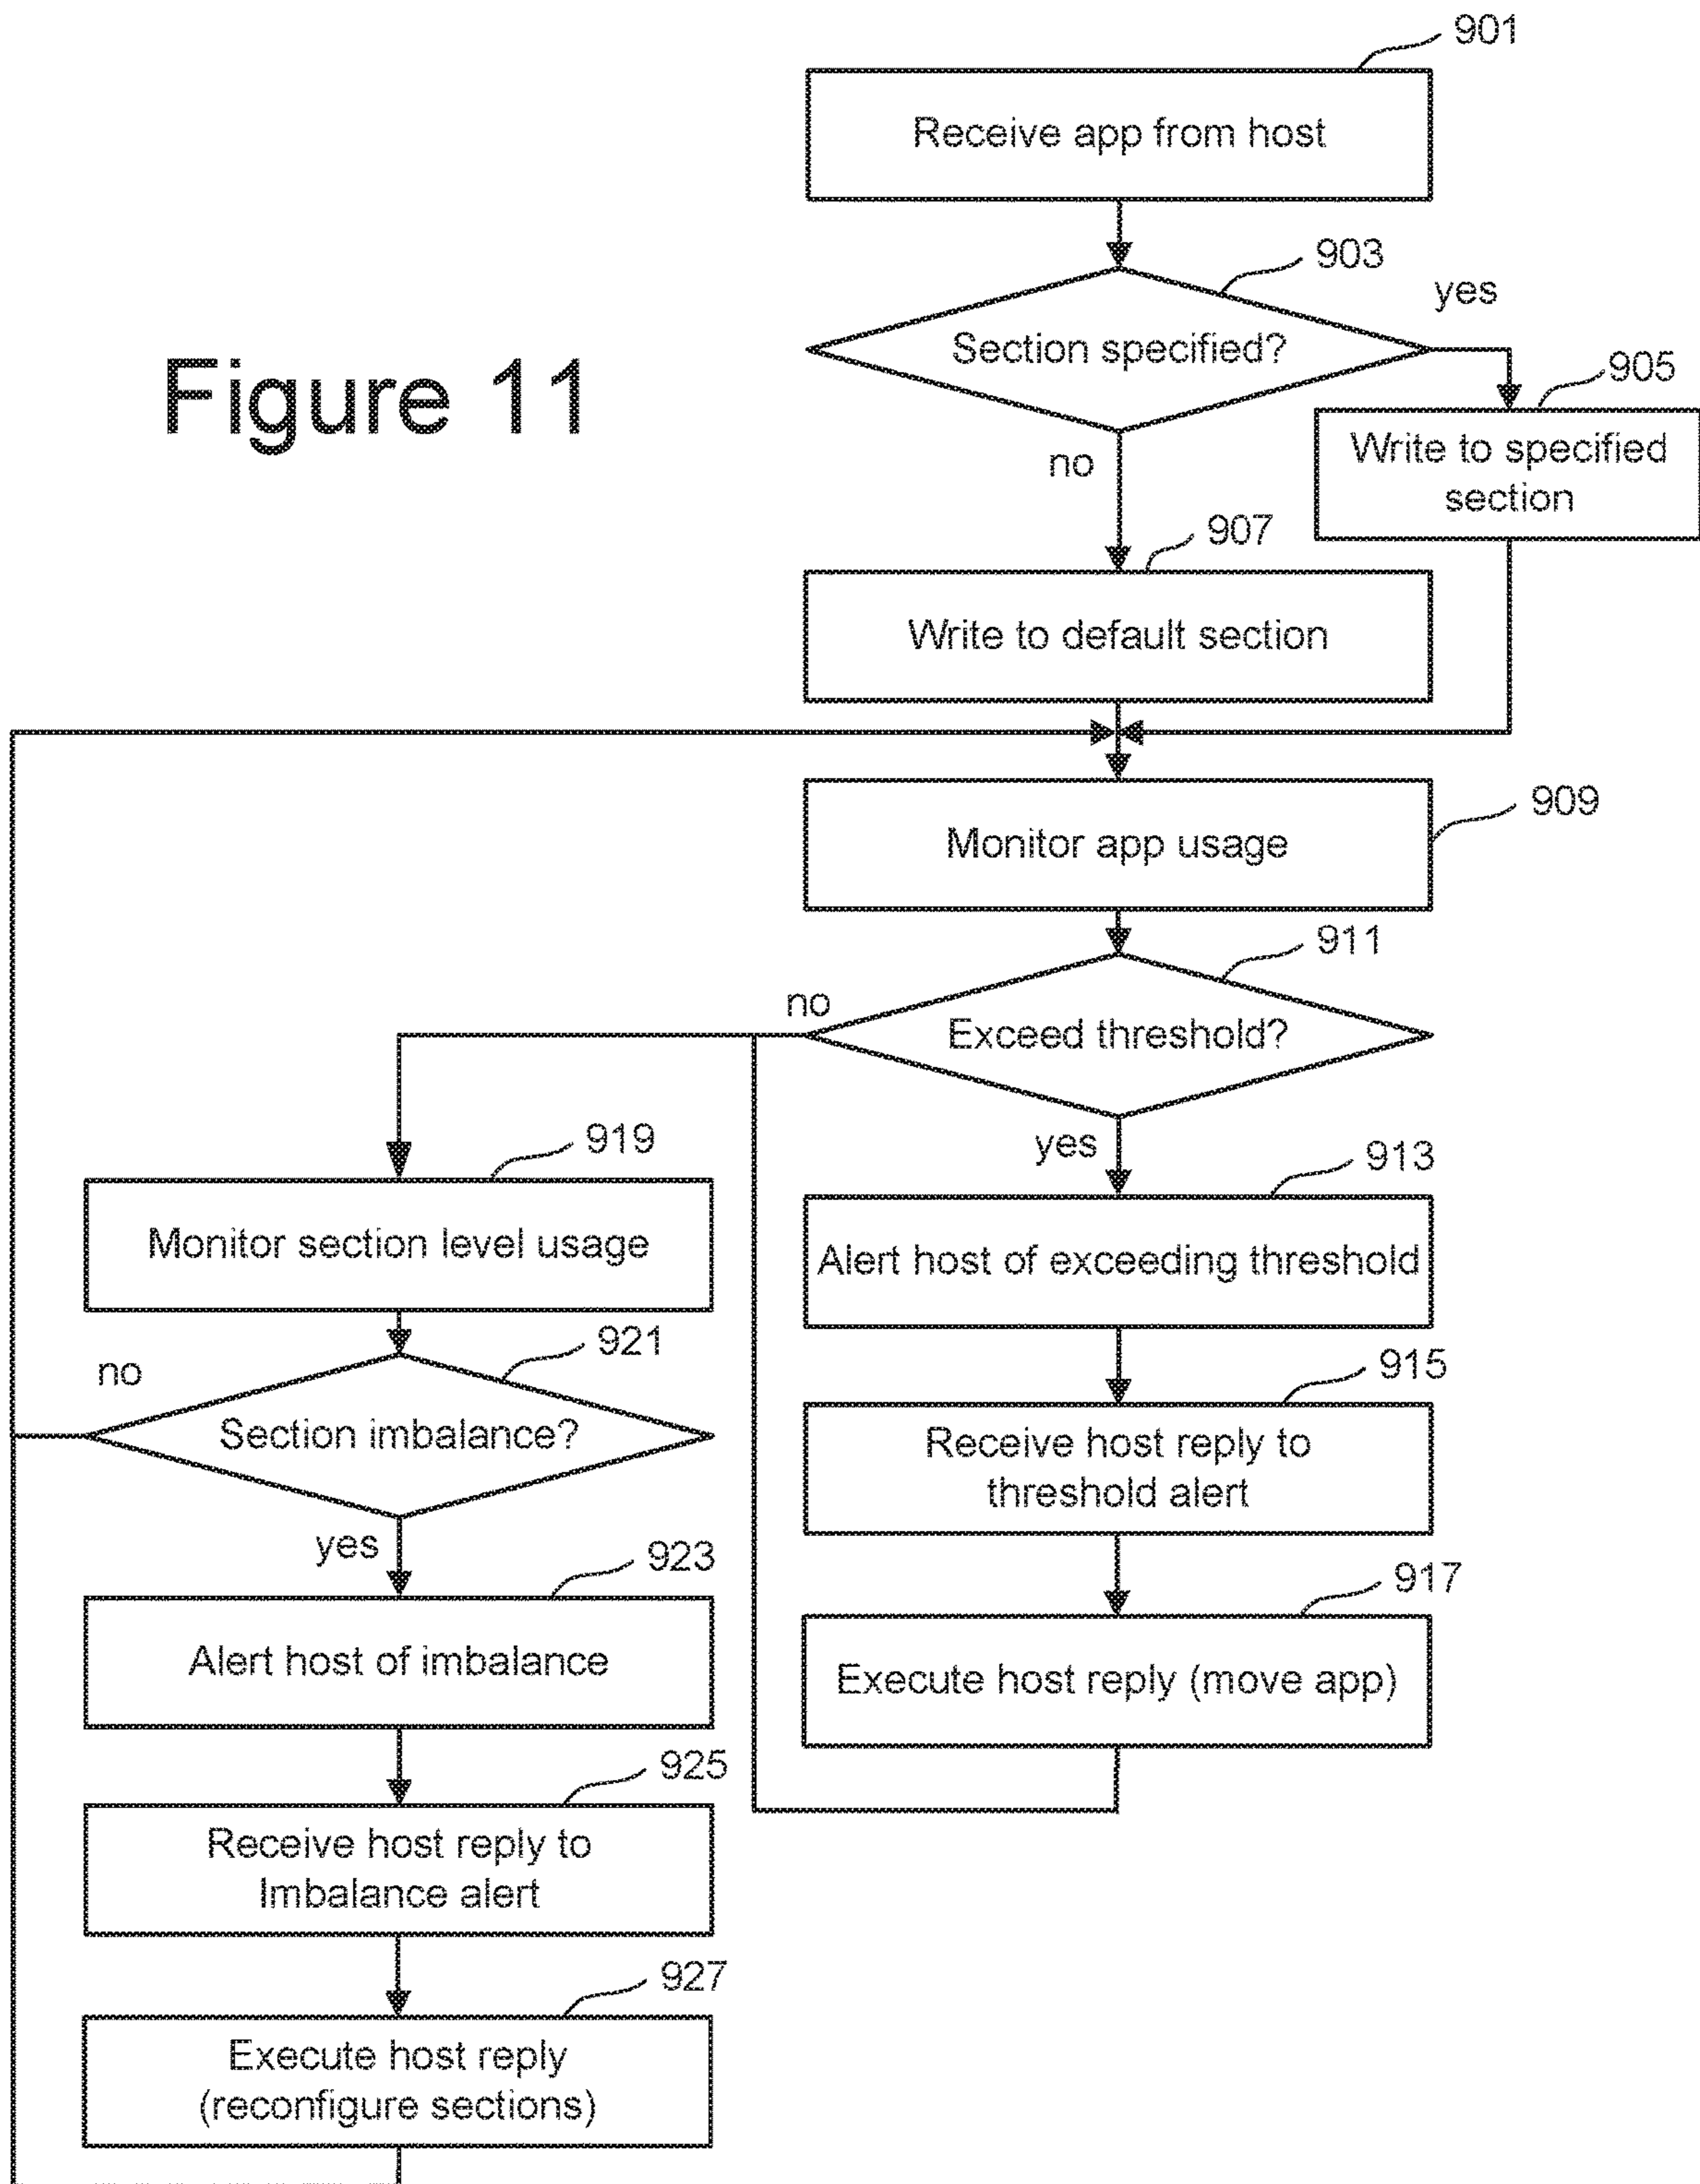 901
Receive app from host
903
yes
Section specified?
905
Figure 11
Write to specified
section
no
907
Write to default section
909
Monitor app usage
911
no
Exceed threshold?
yes
913
919
Alert host of exceeding threshold
Monitor section level usage
921
no
915
Section imbalance?
Receive host reply to
threshold alert
yes
923
917
Alert host of imbalance
Execute host reply (move app)
925
Receive host reply to
Imbalance alert
927
Execute host reply
(reconfigure sections)